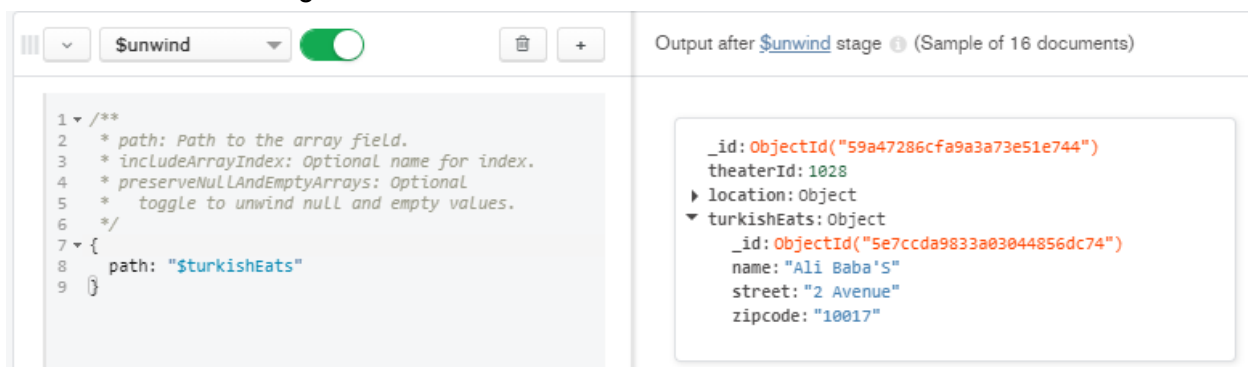 $unwind
+
Output after $unwind stage (Sample of 16 documents)
1 /**
2 * path: Path to the array field.
3 * includeArrayIndex: Optional name for index.
4 * preserveNullAndEmptyArrays: Optional
5 * toggle to unwind null and empty values.
6 */
7 {
8 path: "$turkishEats"
9 }
_id: ObjectId("59a47286cfa9a3a73e51e744")
theaterId: 1028
location: Object
turkishEats: Object
_id: ObjectId("5e7ccda9833a03044856dc74")
name: "Ali Baba'S"
street: "2 Avenue"
zipcode: "10017"